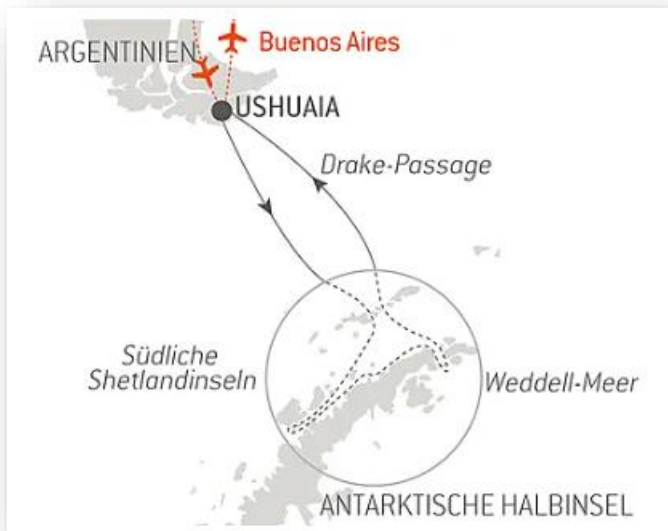 ARGENTINIEN
Buenos Aires
USHUAIA
Drake-Passage
Südliche
Shetlandinseln
Weddell-Meer
ANTARKTISCHE HALBINSEL